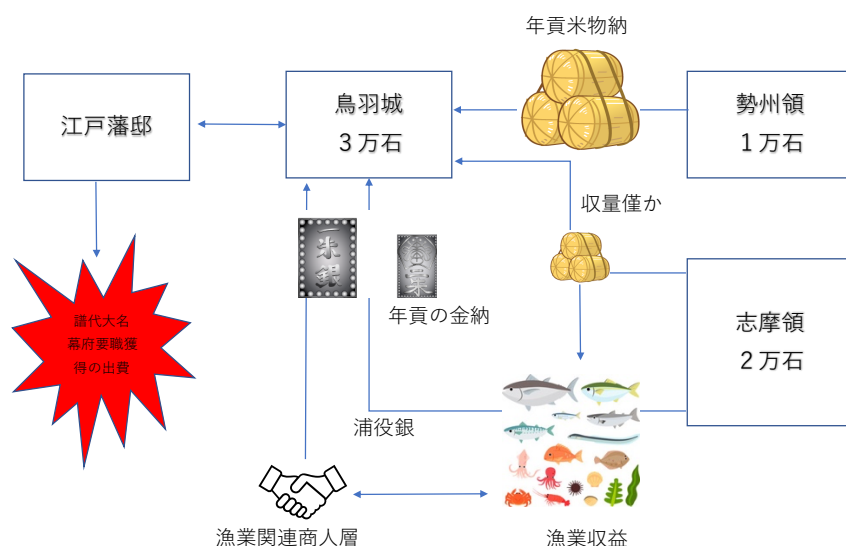 年貢米物納
江戸藩邸
鳥羽城
3万石
勢州領
1万石
収量僅か
一朱銀
年貢の金納
志摩領
2万石
譜代大名
幕府要職獲
得の出費
浦役銀
漁業関連商人層
漁業収益